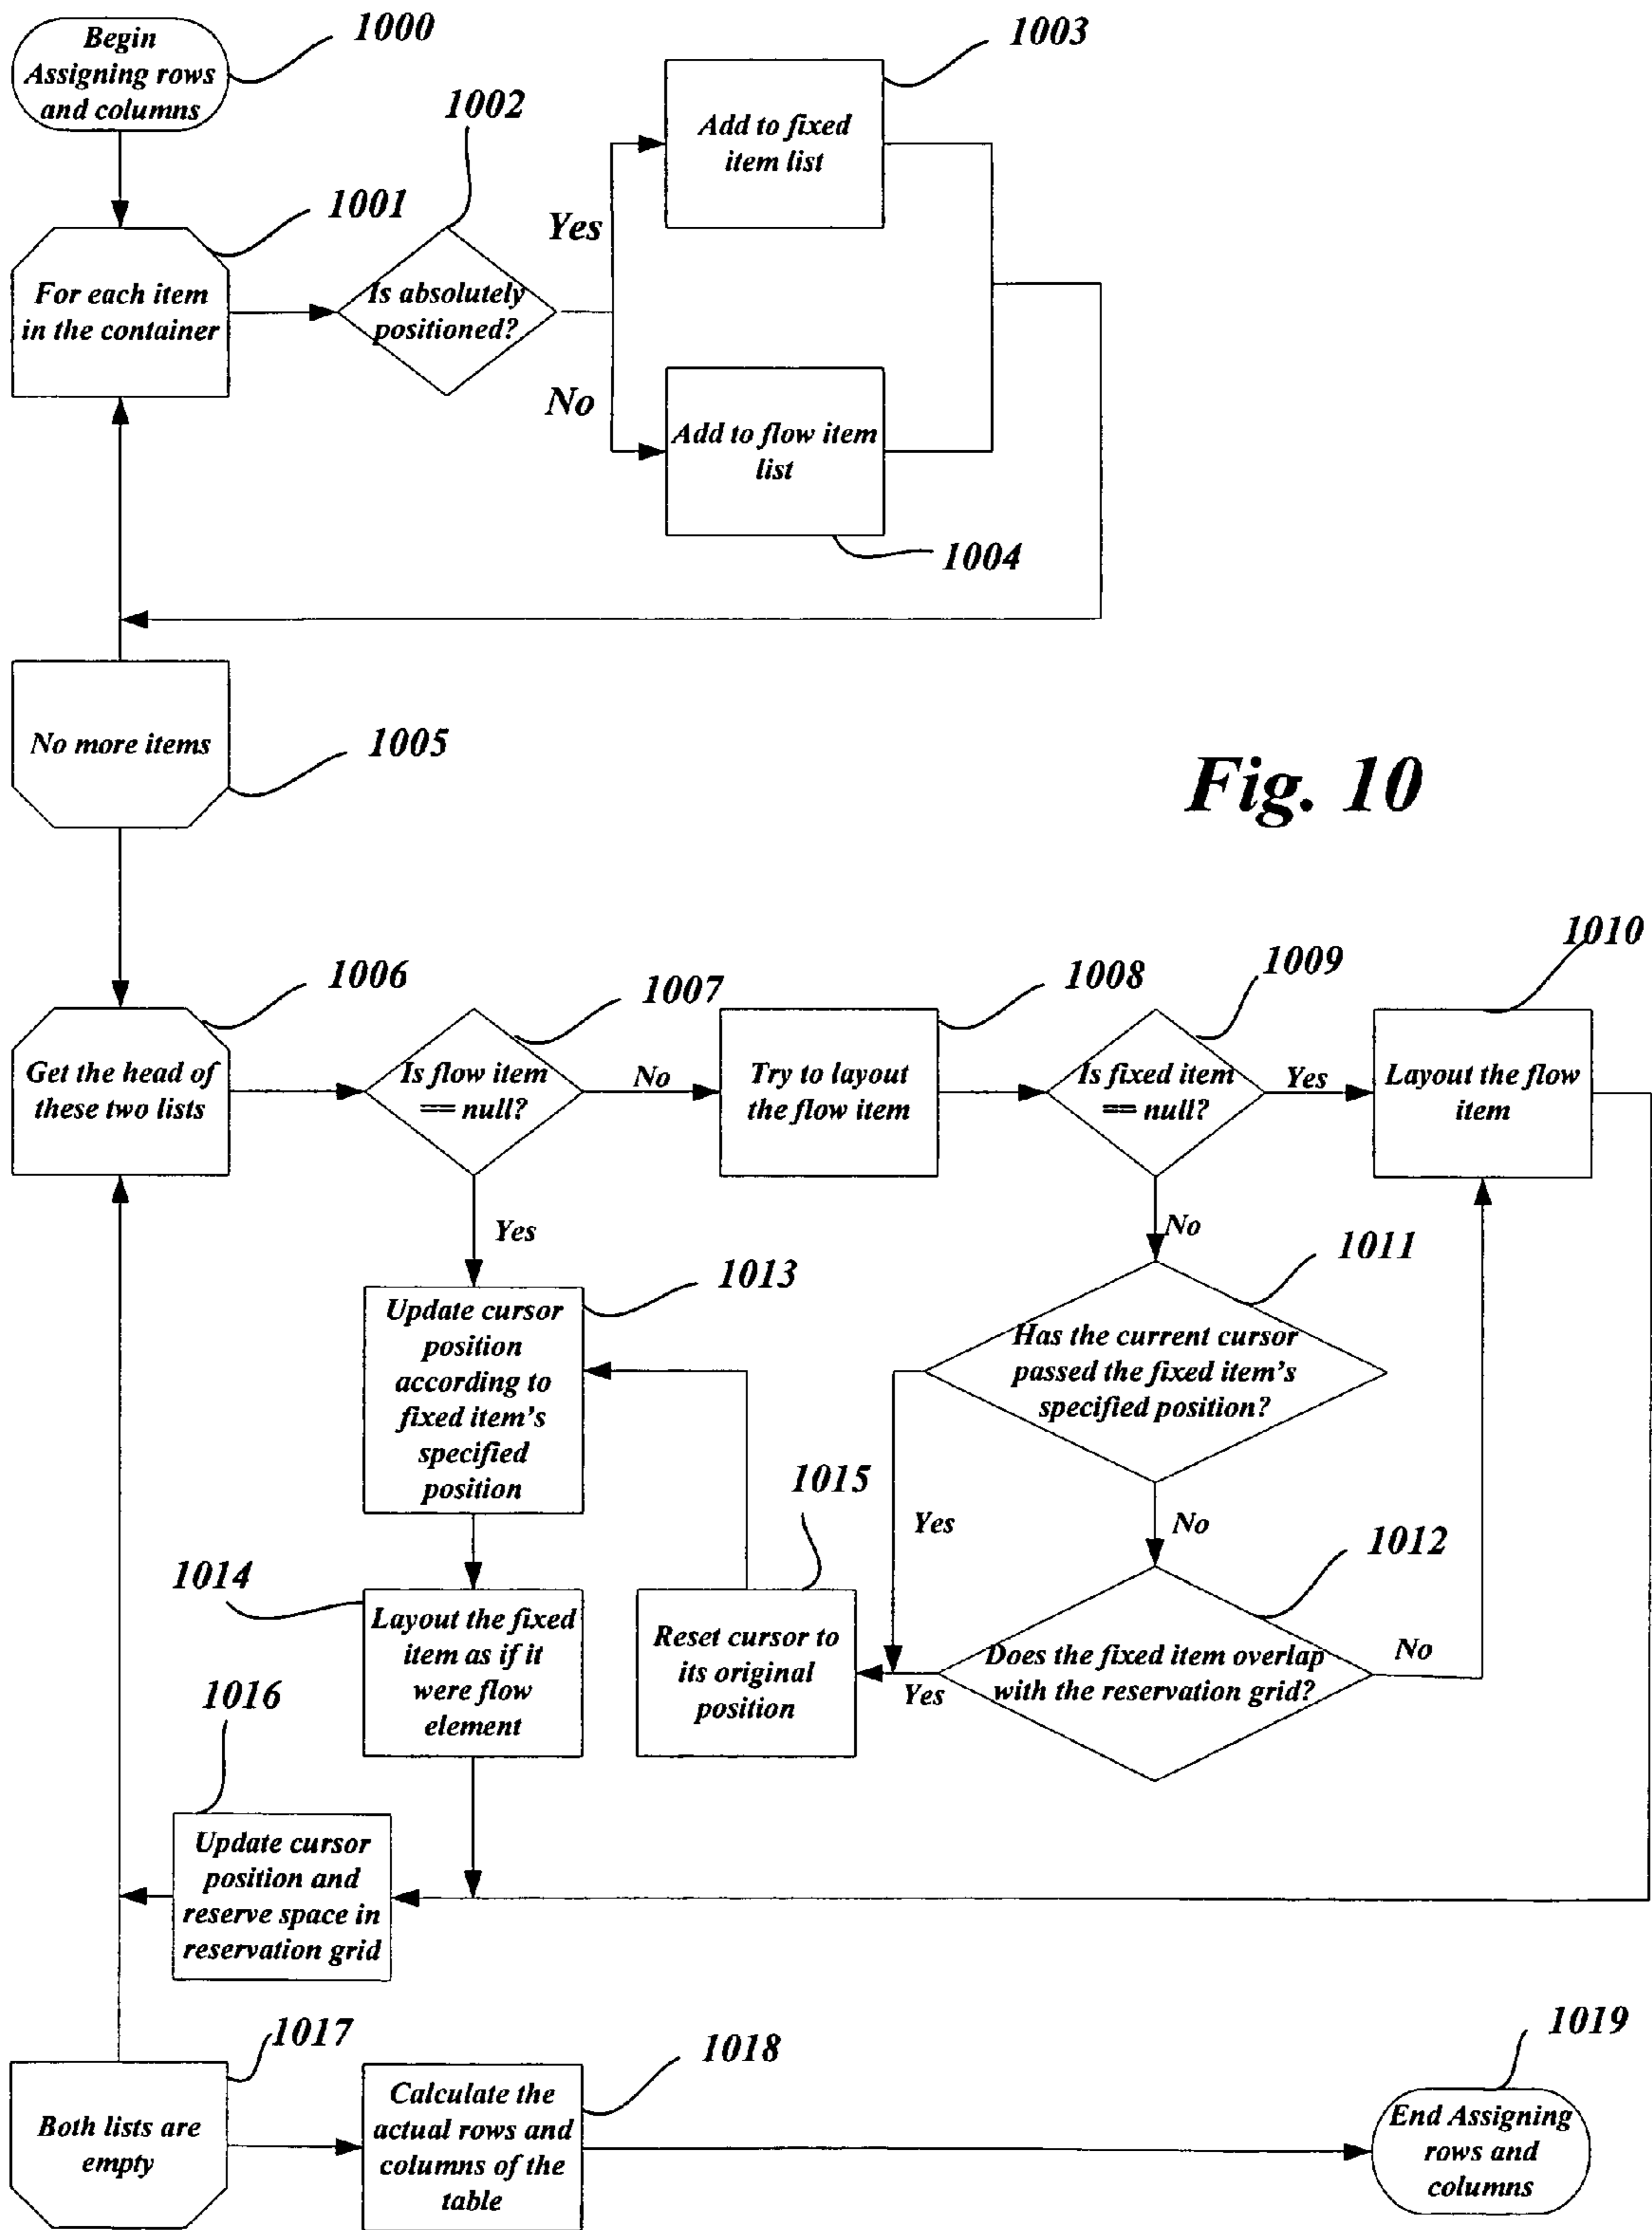 Begin
Assigning rows
and columns
1000
1001
1002
1003
For each item
in the container
Is absolutely
positioned?
Yes
No
Add to fixed
item list
Add to flow item
list
1004
No more items
1005
Fig. 10
1006
Get the head of
these two lists
1007
Is flow item
== null?
No
Yes
1008
Try to layout
the flow item
1009
Is fixed item
== null?
Yes
No
1010
Layout the flow
item
1011
Has the current cursor
passed the fixed item's
specified position?
Yes
No
1012
Does the fixed item overlap
with the reservation grid?
No
Yes
1013
Update cursor
position
according to
fixed item's
specified
position
1014
Layout the fixed
item as if it
were flow
element
1015
Reset cursor to
its original
position
1016
Update cursor
position and
reserve space in
reservation grid
1017
Both lists are
empty
1018
Calculate the
actual rows and
columns of the
table
1019
End Assigning
rows and
columns